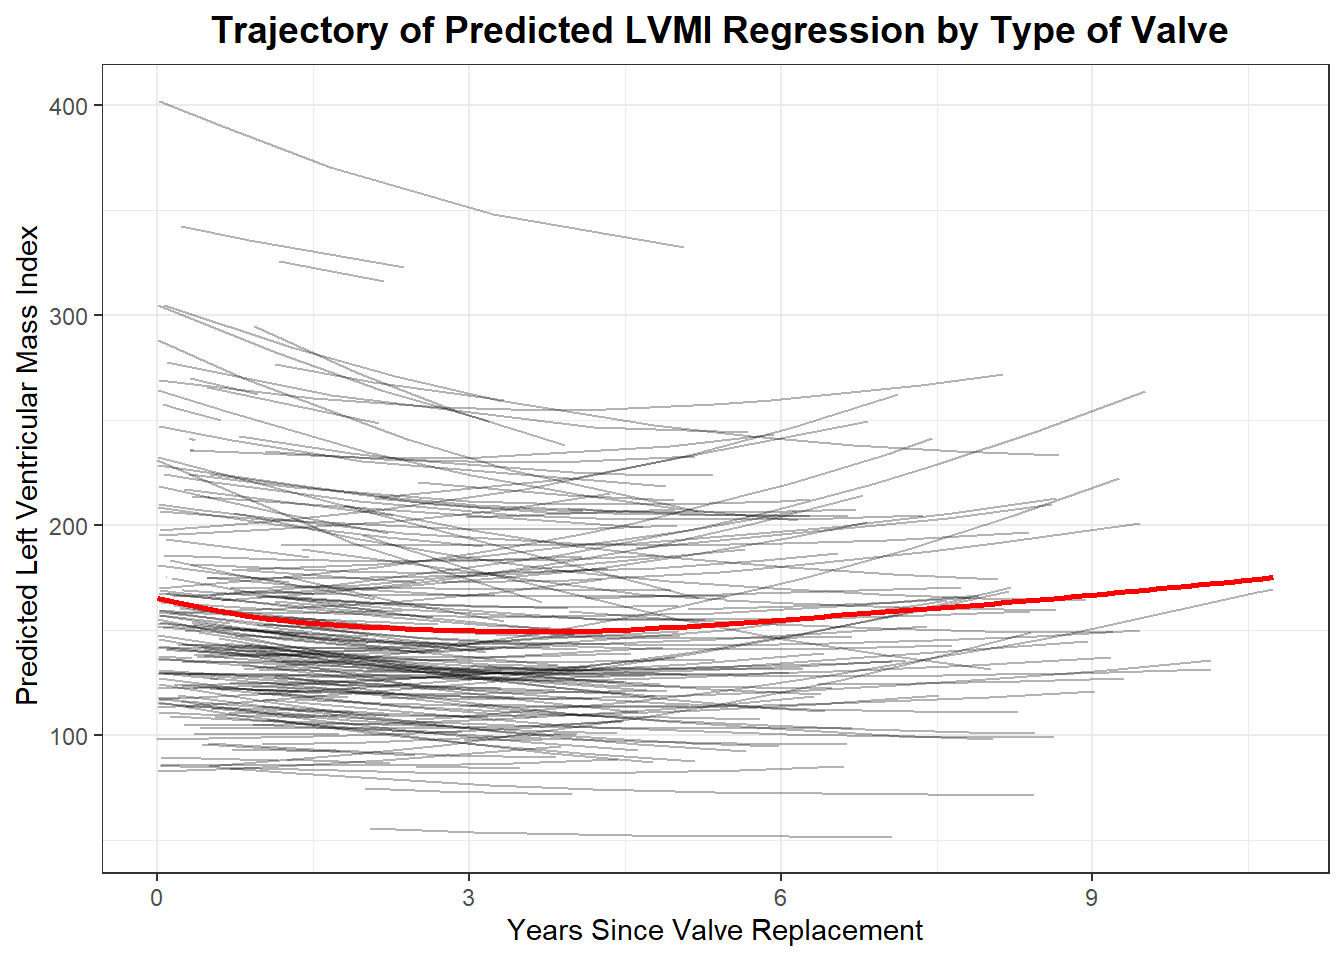 Trajectory of Predicted LVMI Regression by Type of Valve
Predicted Left Ventricular Mass Index
400
300
200
100
0 3 6 9
Years Since Valve Replacement